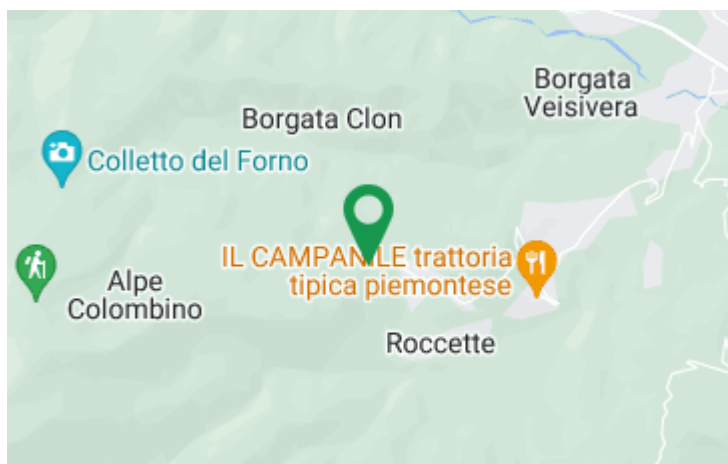 Borgata
Veisivera
Borgata Clon
Colletto del Forno
IL CAMPANILE trattoria
tipica piemontese
Alpe
Colombino
Roccette